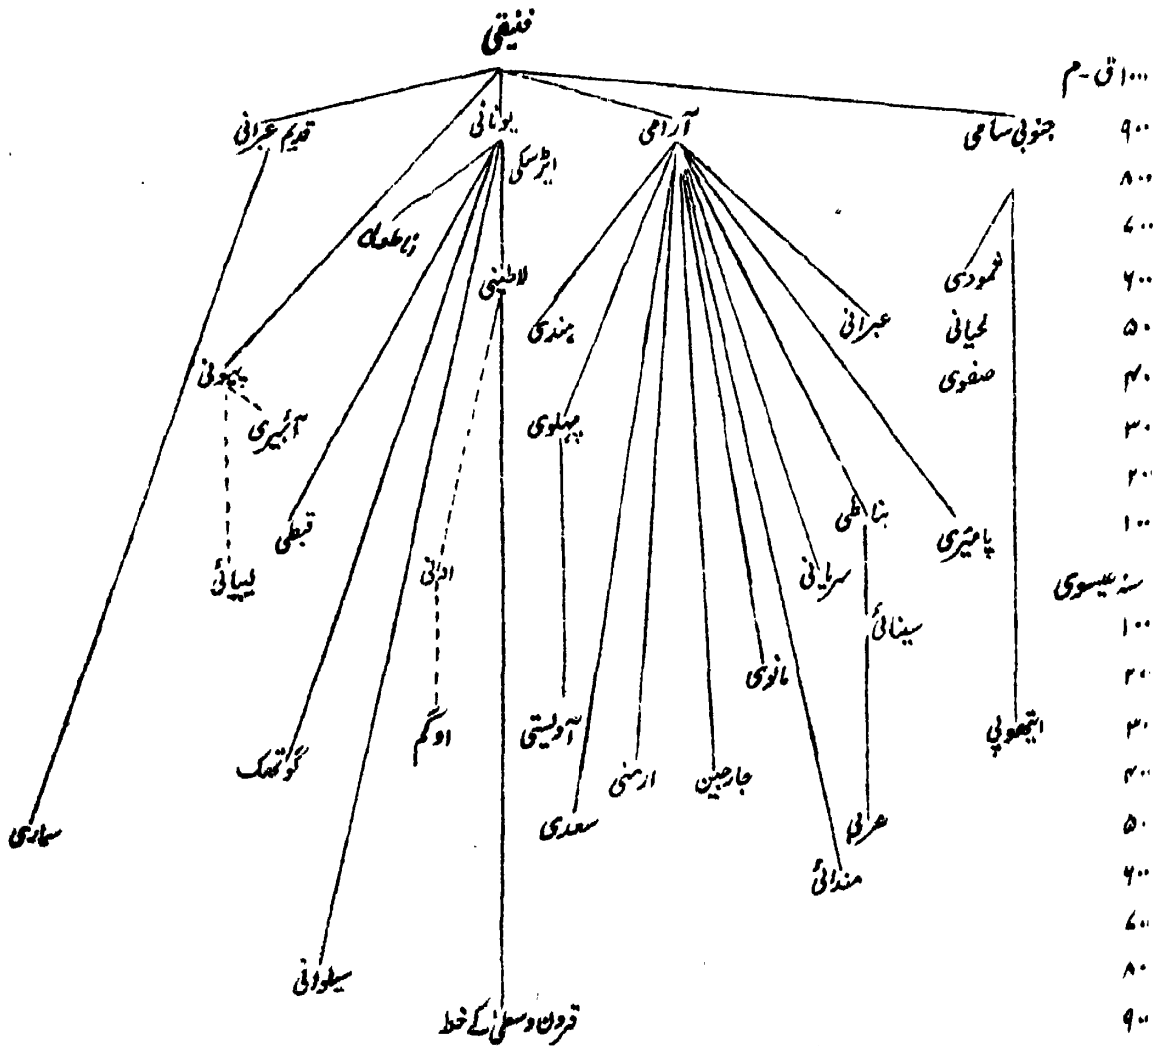 فنیقی
۱۰۰۰ ق - م
جنوبی سامی
آرامی
یونانی
قدیم عبرانی
۹۰۰
ایٹرسکی
۸۰۰
۷۰۰
لاطینی
ثمودی
۶۰۰
عبرانی
ہندی
لحیانی
۵۰۰
پیونی
صفوی
۴۰۰
آئبیری
پہلوی
۳۰۰
۲۰۰
قبطی
بناطی
پامیری
۱۰۰
لیبیائی
ادنی
سریانی
سنہ عیسوی
سینائی
۱۰۰
مانوی
۲۰۰
اوگم
آویستی
ایتھوپی
۳۰۰
گوتھک
ارمنی
جارجین
۴۰۰
سماری
سعدی
عربی
۵۰۰
مندائی
۶۰۰
۷۰۰
سیلوانی
۸۰۰
قرون وسطیٰ کے خط
۹۰۰